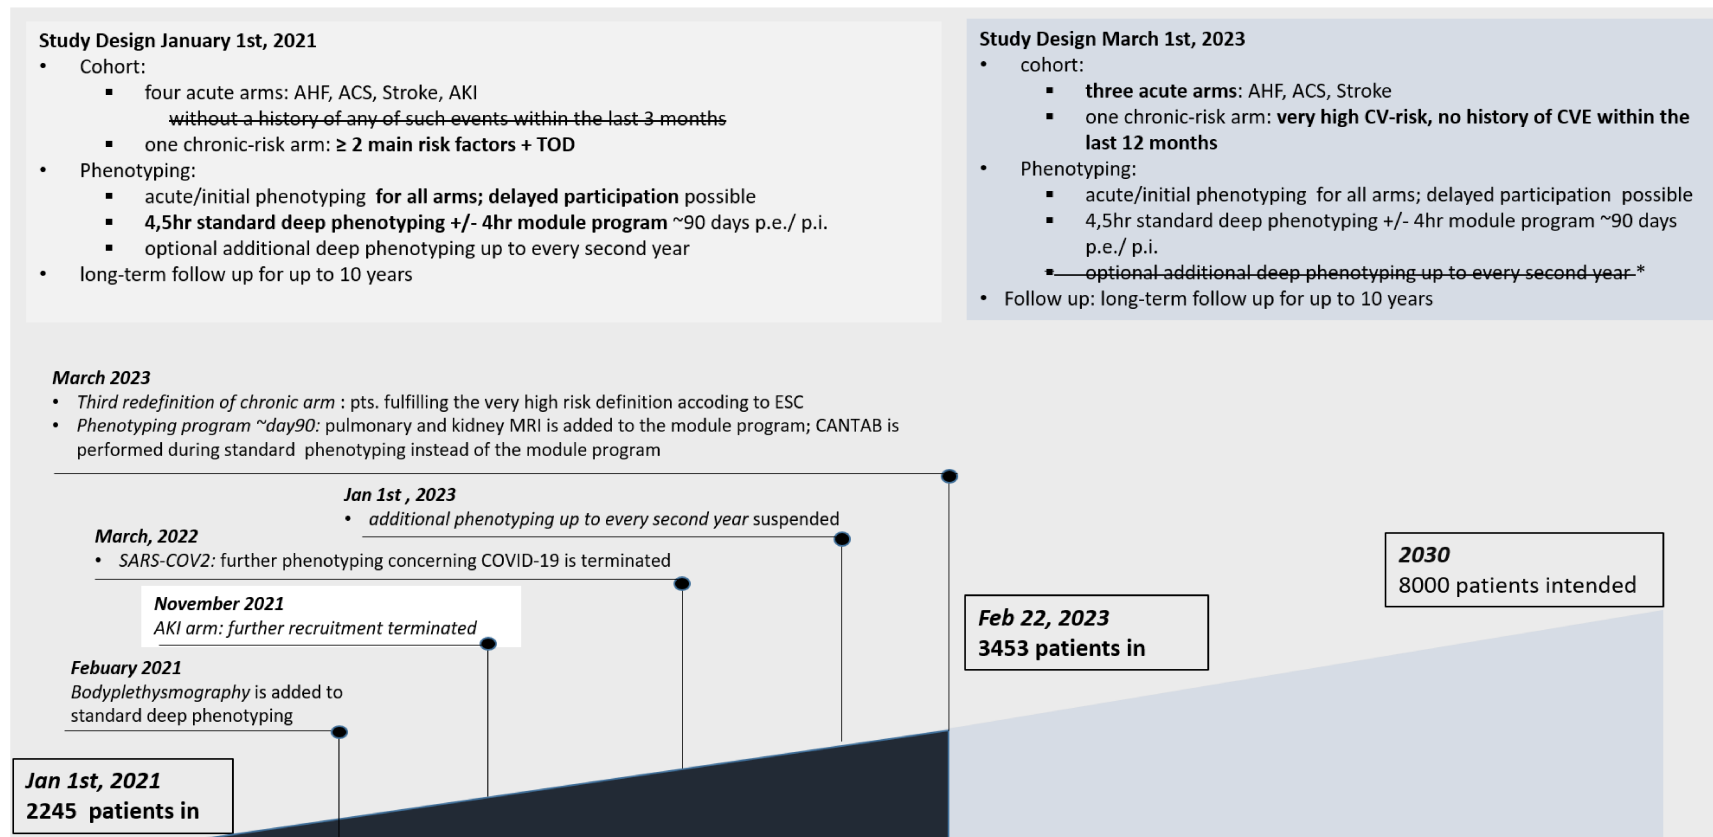 Study Design January 1st, 2021
• Cohort:
▪ four acute arms: AHF, ACS, Stroke, AKI
without a history of any of such events within the last 3 months
▪ one chronic-risk arm: ≥ 2 main risk factors + TOD
• Phenotyping:
▪ acute/initial phenotyping for all arms; delayed participation possible
▪ 4,5hr standard deep phenotyping +/- 4hr module program ~90 days p.e./ p.i.
▪ optional additional deep phenotyping up to every second year
• long-term follow up for up to 10 years
Study Design March 1st, 2023
• cohort:
▪ three acute arms: AHF, ACS, Stroke
▪ one chronic-risk arm: very high CV-risk, no history of CVE within the
last 12 months
• Phenotyping:
▪ acute/initial phenotyping for all arms; delayed participation possible
▪ 4,5hr standard deep phenotyping +/- 4hr module program ~90 days
p.e./ p.i.
▪ optional additional deep phenotyping up to every second year *
• Follow up: long-term follow up for up to 10 years
March 2023
• Third redefinition of chronic arm : pts. fulfilling the very high risk definition accoding to ESC
• Phenotyping program ~day90: pulmonary and kidney MRI is added to the module program; CANTAB is
performed during standard phenotyping instead of the module program
Jan 1st , 2023
• additional phenotyping up to every second year suspended
March, 2022
• SARS-COV2: further phenotyping concerning COVID-19 is terminated
November 2021
AKI arm: further recruitment terminated
Febuary 2021
Bodyplethysmography is added to
standard deep phenotyping
Jan 1st, 2021
2245 patients in
Feb 22, 2023
3453 patients in
2030
8000 patients intended